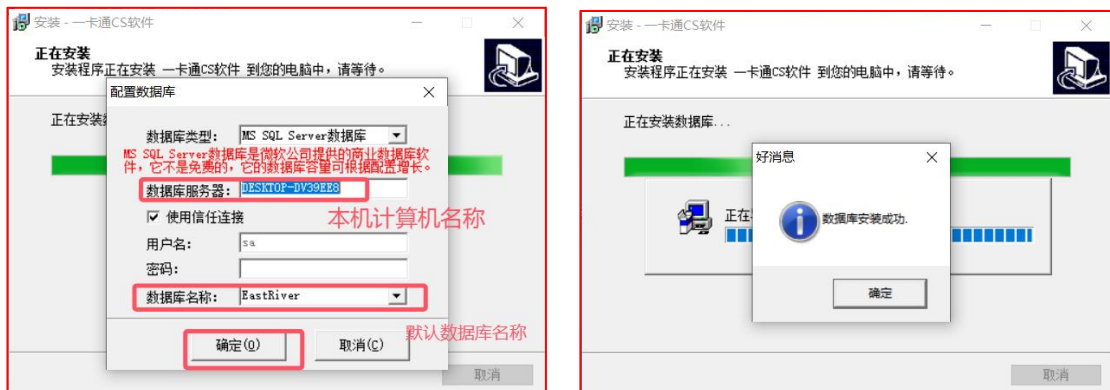 安装 - 一卡通CS软件
正在安装
安装程序正在安装 一卡通CS软件 到您的电脑中，请等待。
配置数据库
正在安装
数据库类型：
MS SQL Server数据库
MS SQL Server数据库是微软公司提供的商业数据库软
件，它不是免费的，它的数据库容量可根据配置增长。
数据库服务器：
DESKTOP-DV39EE8
使用信任连接
本机计算机名称
用户名：
sa
密码：
数据库名称：
EastRiver
默认数据库名称
确定(O)
取消(C)
取消
安装 - 一卡通CS软件
正在安装
安装程序正在安装 一卡通CS软件 到您的电脑中，请等待。
正在安装数据库...
好消息
正在
数据库安装成功.
确定
取消